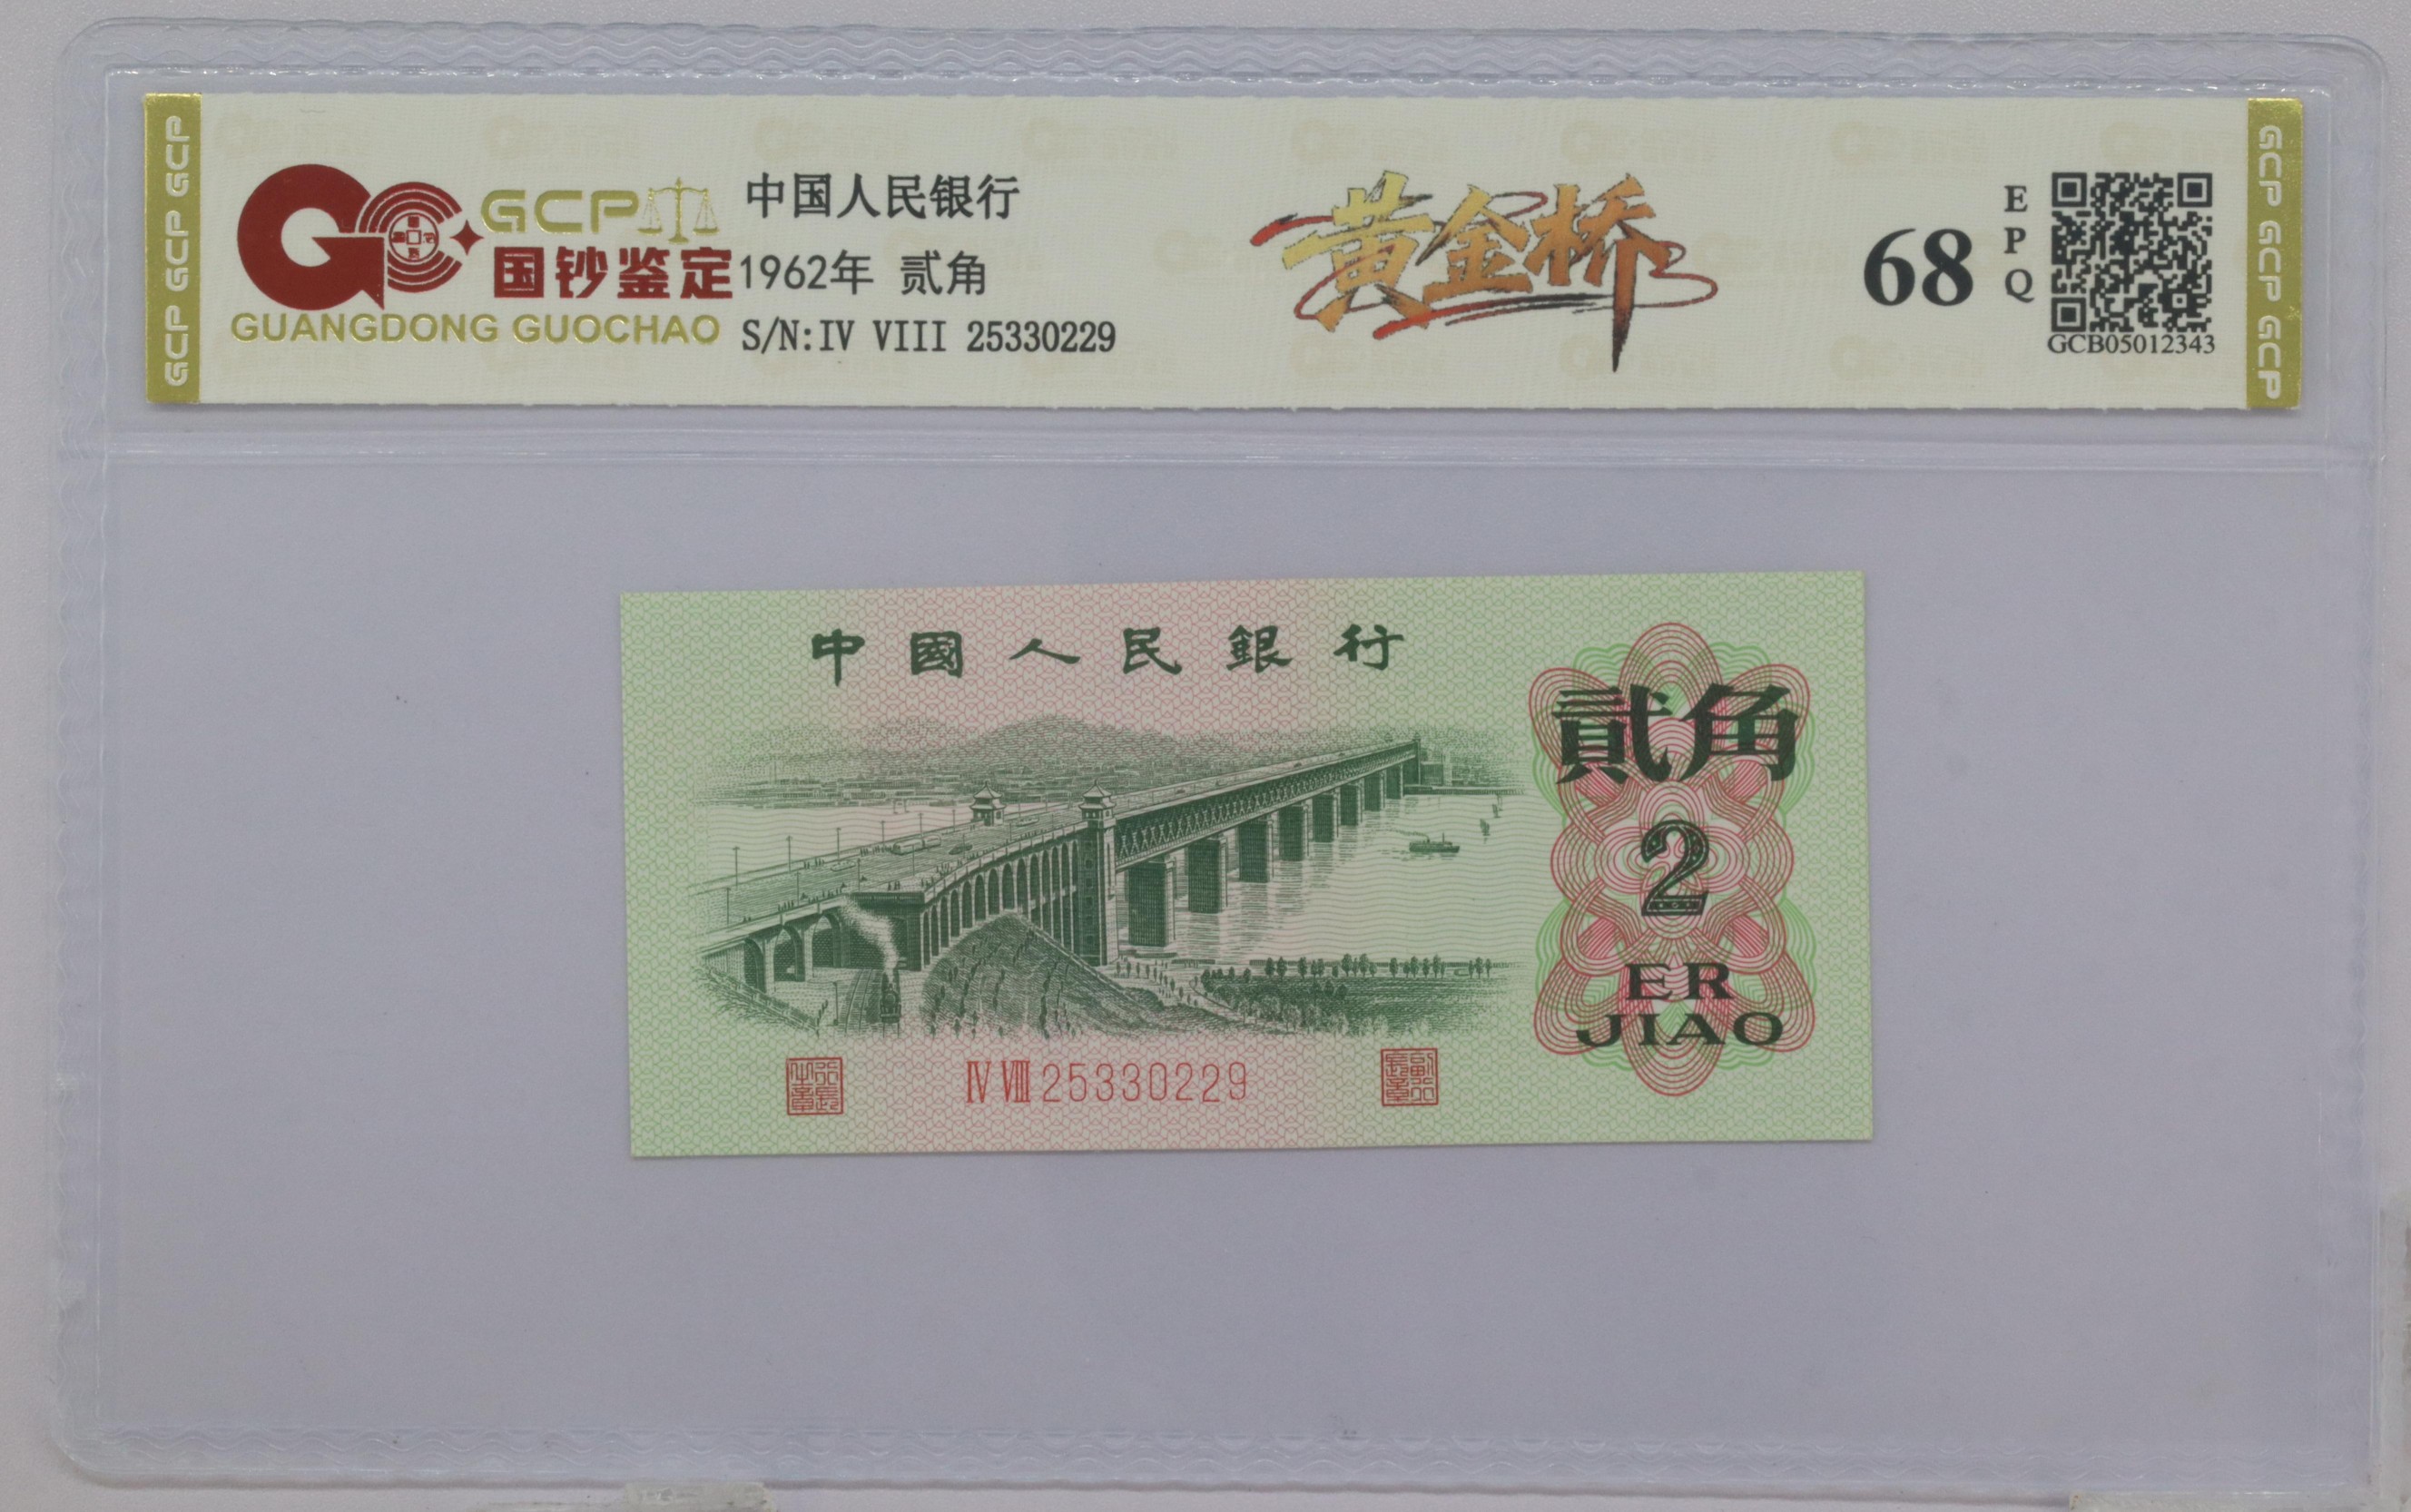 GCP GCP GCP
GCP
国钞鉴定
GUANGDONG GUOCHAO
中国人民银行
1962年 贰角
S/N:IV VIII 25330229
黄金桥
68
EPQ
GCB05012343
GCP GCP GCP
中國人民銀行
貳角
2
ER
JIAO
IV VIII 25330229